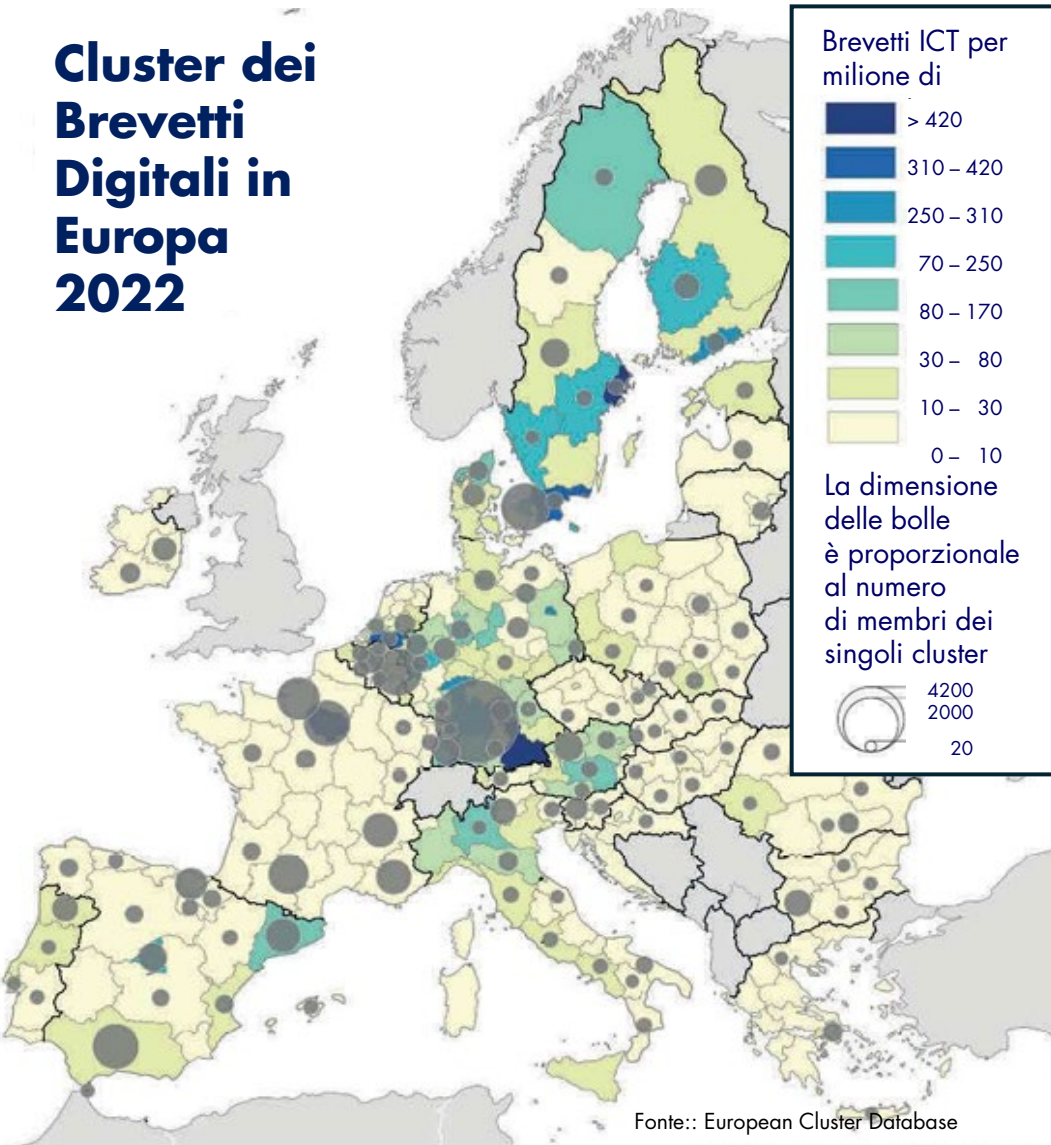 Cluster dei
Brevetti
Digitali in
Europa
2022
Brevetti ICT per
milione di
> 420
310 – 420
250 – 310
70 – 250
80 – 170
30 – 80
10 – 30
0 – 10
La dimensione
delle bolle
è proporzionale
al numero
di membri dei
singoli cluster
4200
2000
20
Fonte:: European Cluster Database